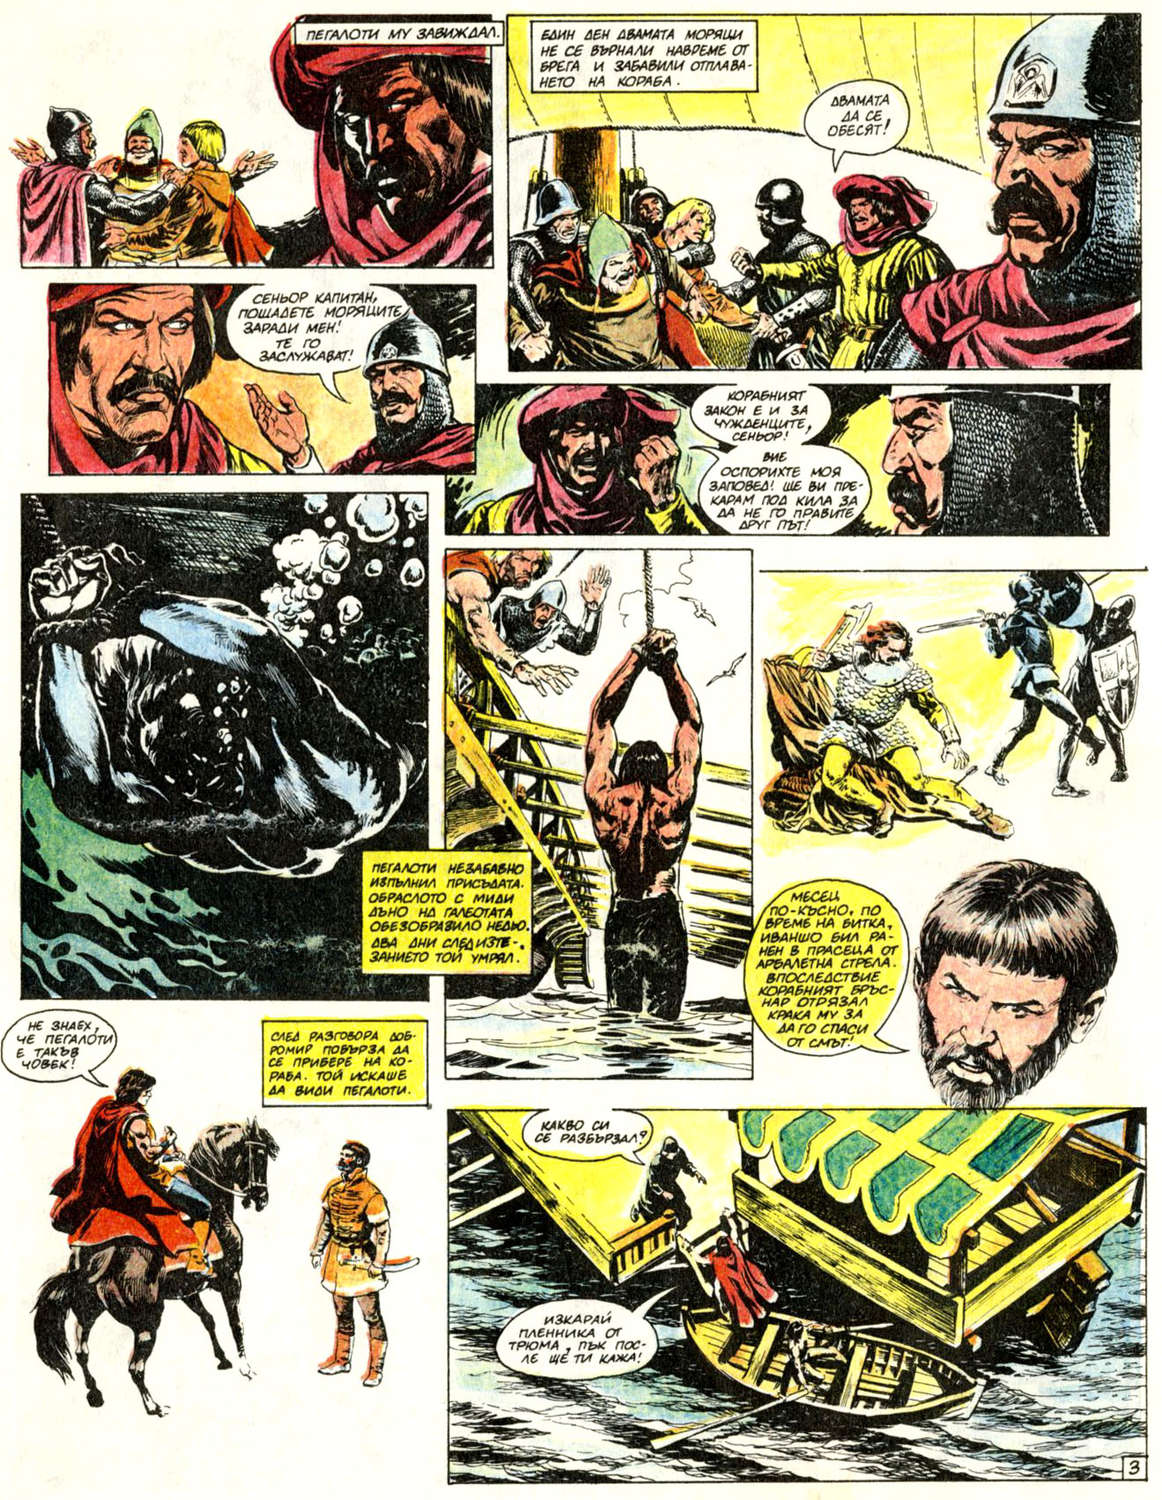 ПЕГАЛОТИ МУ ЗАВИЖДАЛ.
ЕДИН ДЕН ДВАМАТА МОРЯЦИ
НЕ СЕ ВЪРНАЛИ НАВРЕМЕ ОТ
БРЕГА И ЗАБАВИЛИ ОТПЛАВА-
НЕТО НА КОРАБА.
ДВАМАТА
ДА СЕ
ОБЕСЯТ!
СЕНЬОР КАПИТАН,
ПОЩАДЕТЕ МОРЯЦИТЕ
ЗАРАДИ МЕН!
ТЕ ГО
ЗАСЛУЖАВАТ!
КОРАБНИЯТ
ЗАКОН Е И ЗА
ЧУЖДЕНЦИТЕ,
СЕНЬОР!
ВИЕ
ОСПОРИХТЕ МОЯ
ЗАПОВЕД! ЩЕ ВИ ПРЕ-
КАРАМ ПОД КИЛА ЗА
ДА НЕ ГО ПРАВИТЕ
ДРУГ ПЪТ!
ПЕГАЛОТИ НЕЗАБАВНО
ИЗПЪЛНИЛ ПРИСЪДАТА.
ОБРАСЛОТО С МИДИ
ДЪНО НА ГАЛЕОТАТА
ОБЕЗОБРАЗИЛО НЕДЬО.
ДВА ДНИ СЛЕД ИЗТЕ-
ЗАНИЕТО ТОЙ УМРЯЛ.
МЕСЕЦ
ПО-КЪСНО, ПО
ВРЕМЕ НА БИТКА,
ИВАНШО БИЛ РА-
НЕН В ПРАСЕЦА ОТ
АРБАЛЕТНА СТРЕЛА.
ВПОСЛЕДСТВИЕ
КОРАБНИЯТ БРЪС-
НАР ОТРЯЗАЛ
КРАКА МУ ЗА
ДА ГО СПАСИ
ОТ СМЪТ!
НЕ ЗНАЕХ,
ЧЕ ПЕГАЛОТИ
Е ТАКЪВ
ЧОВЕК!
СЛЕД РАЗГОВОРА ДОБ-
РОМИР ПОБЪРЗА ДА
СЕ ПРИБЕРЕ НА КО-
РАБА. ТОЙ ИСКАШЕ
ДА ВИДИ ПЕГАЛОТИ.
КАКВО СИ
СЕ РАЗБЪРЗАЛ?
ИЗКАРАЙ
ПЛЕННИКА ОТ
ТРЮМА, ПЪК ПОС-
ЛЕ ЩЕ ТИ КАЖА!
3